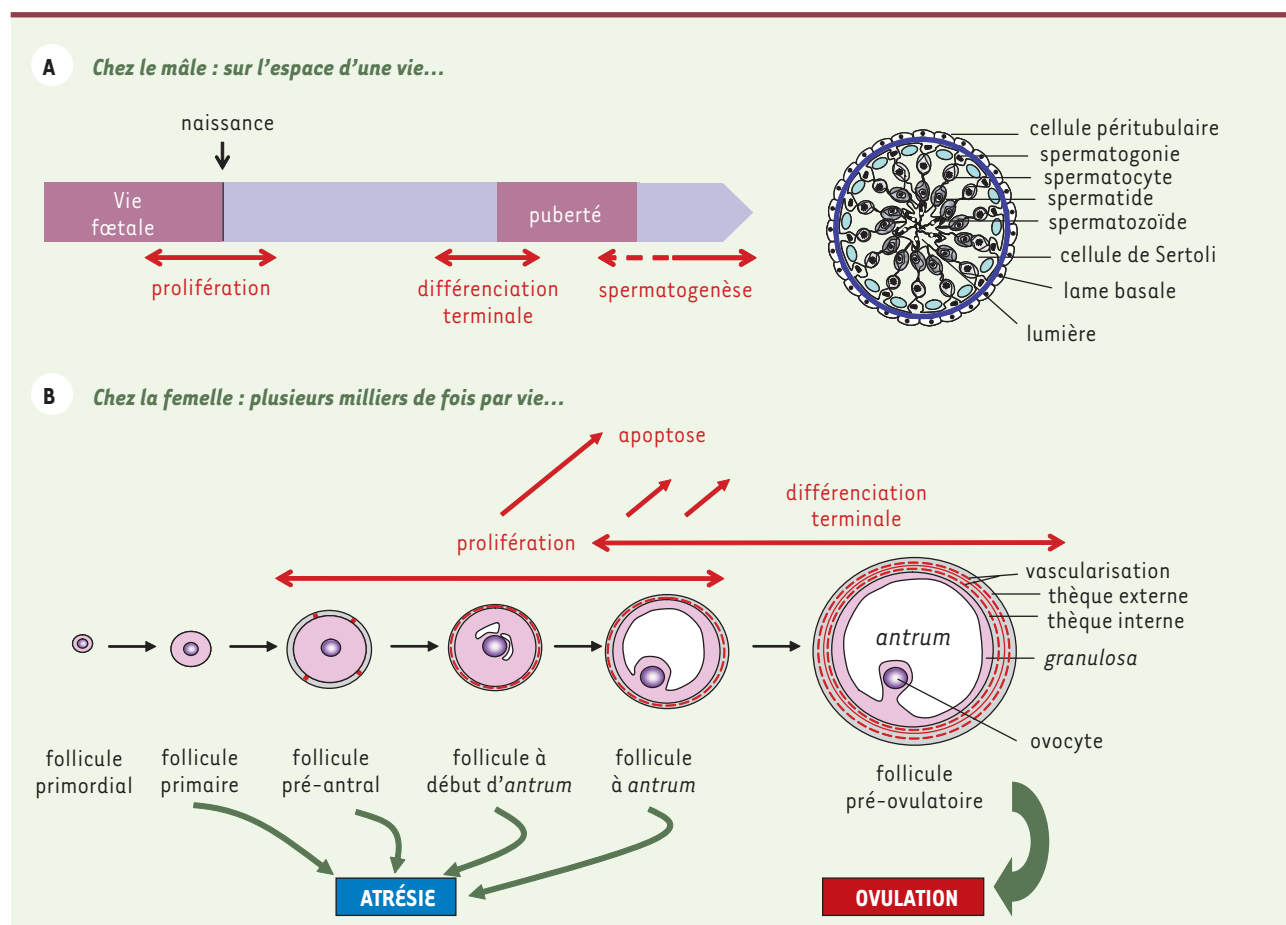 A Chez le mâle : sur l’espace d’une vie...
naissance
Vie
fœtale
puberté
prolifération
différenciation
terminale
spermatogenèse
cellule péritubulaire
spermatogonie
spermatocyte
spermatide
spermatozoïde
cellule de Sertoli
lame basale
lumière
B Chez la femelle : plusieurs milliers de fois par vie...
apoptose
différenciation
terminale
prolifération
vascularisation
thèque externe
thèque interne
antrum
granulosa
ovocyte
follicule
primordial
follicule
primaire
follicule
pré-antral
follicule à
début d’antrum
follicule
à antrum
follicule
pré-ovulatoire
ATRÉSIE
OVULATION